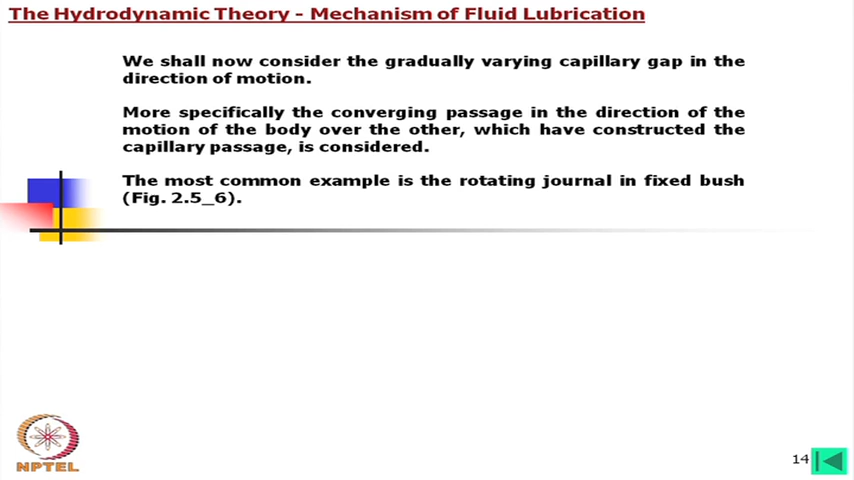 The Hydrodynamic Theory - Mechanism of Fluid Lubrication
We shall now consider the gradually varying capillary gap in the
direction of motion.
More specifically the converging passage in the direction of the
motion of the body over the other, which have constructed the
capillary passage, is considered.
The most common example is the rotating journal in fixed bush
(Fig. 2.5_6).
NPTEL
14